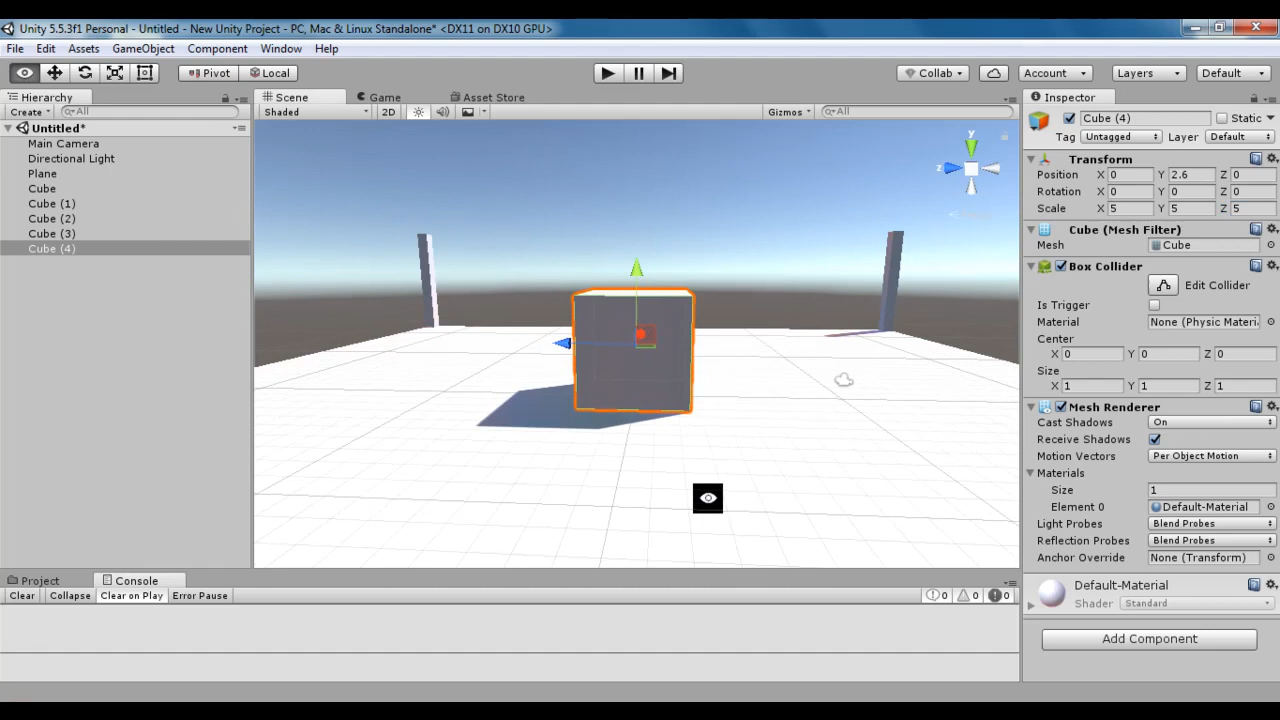 Unity 5.5.3f1 Personal - Untitled - New Unity Project - PC, Mac & Linux Standalone* <DX11 on DX10 GPU>
File Edit Assets GameObject Component Window Help
Pivot Local Collab Account Layers Default
Hierarchy
Create All
Untitled*
Main Camera
Directional Light
Plane
Cube
Cube (1)
Cube (2)
Cube (3)
Cube (4)
Scene Game Asset Store
Shaded 2D Gizmos All
y
z
Inspector
Cube (4) Static
Tag Untagged Layer Default
Transform
Position X 0 Y 2.6 Z 0
Rotation X 0 Y 0 Z 0
Scale X 5 Y 5 Z 5
Cube (Mesh Filter)
Mesh Cube
Box Collider
Edit Collider
Is Trigger
Material None (Physic Materi
Center
X 0 Y 0 Z 0
Size
X 1 Y 1 Z 1
Mesh Renderer
Cast Shadows On
Receive Shadows
Motion Vectors Per Object Motion
Materials
Size 1
Element 0 Default-Material
Light Probes Blend Probes
Reflection Probes Blend Probes
Anchor Override None (Transform)
Default-Material
Shader Standard
Add Component
Project Console
Clear Collapse Clear on Play Error Pause 0 0 0